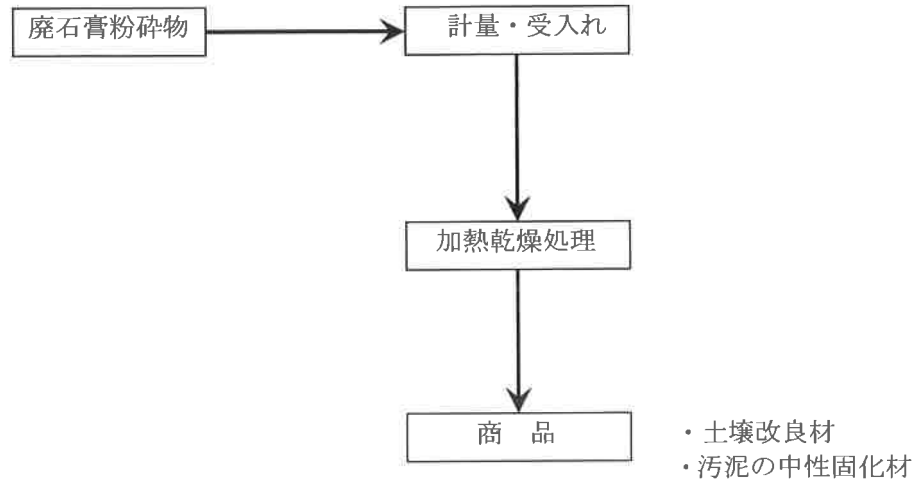 廃石膏粉砕物
計量・受入れ
加熱乾燥処理
商　品
・土壌改良材
・汚泥の中性固化材